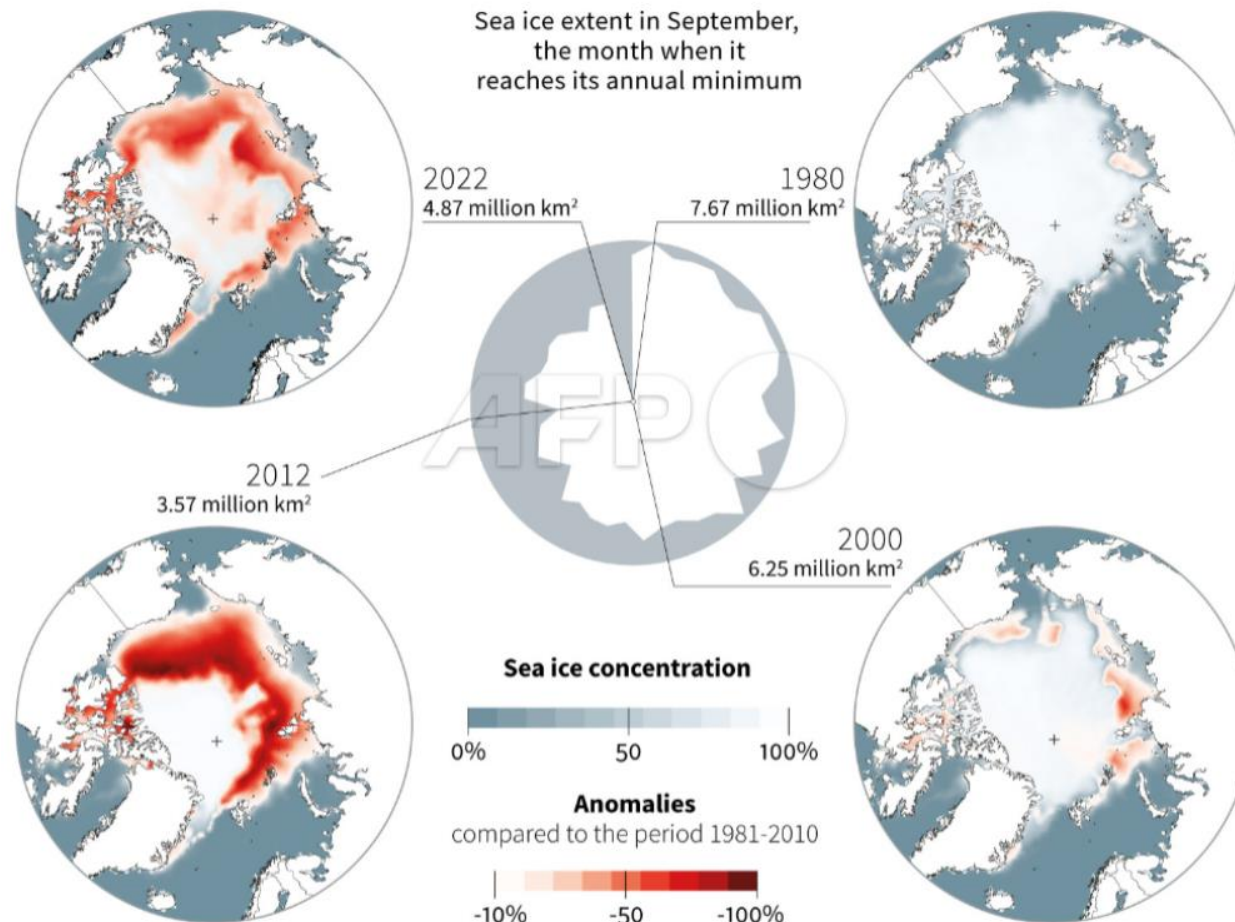 Sea ice extent in September,
the month when it
reaches its annual minimum
2022
4.87 million km²
1980
7.67 million km²
AFP
2012
3.57 million km²
2000
6.25 million km²
Sea ice concentration
0% 50 100%
Anomalies
compared to the period 1981-2010
-10% -50 -100%